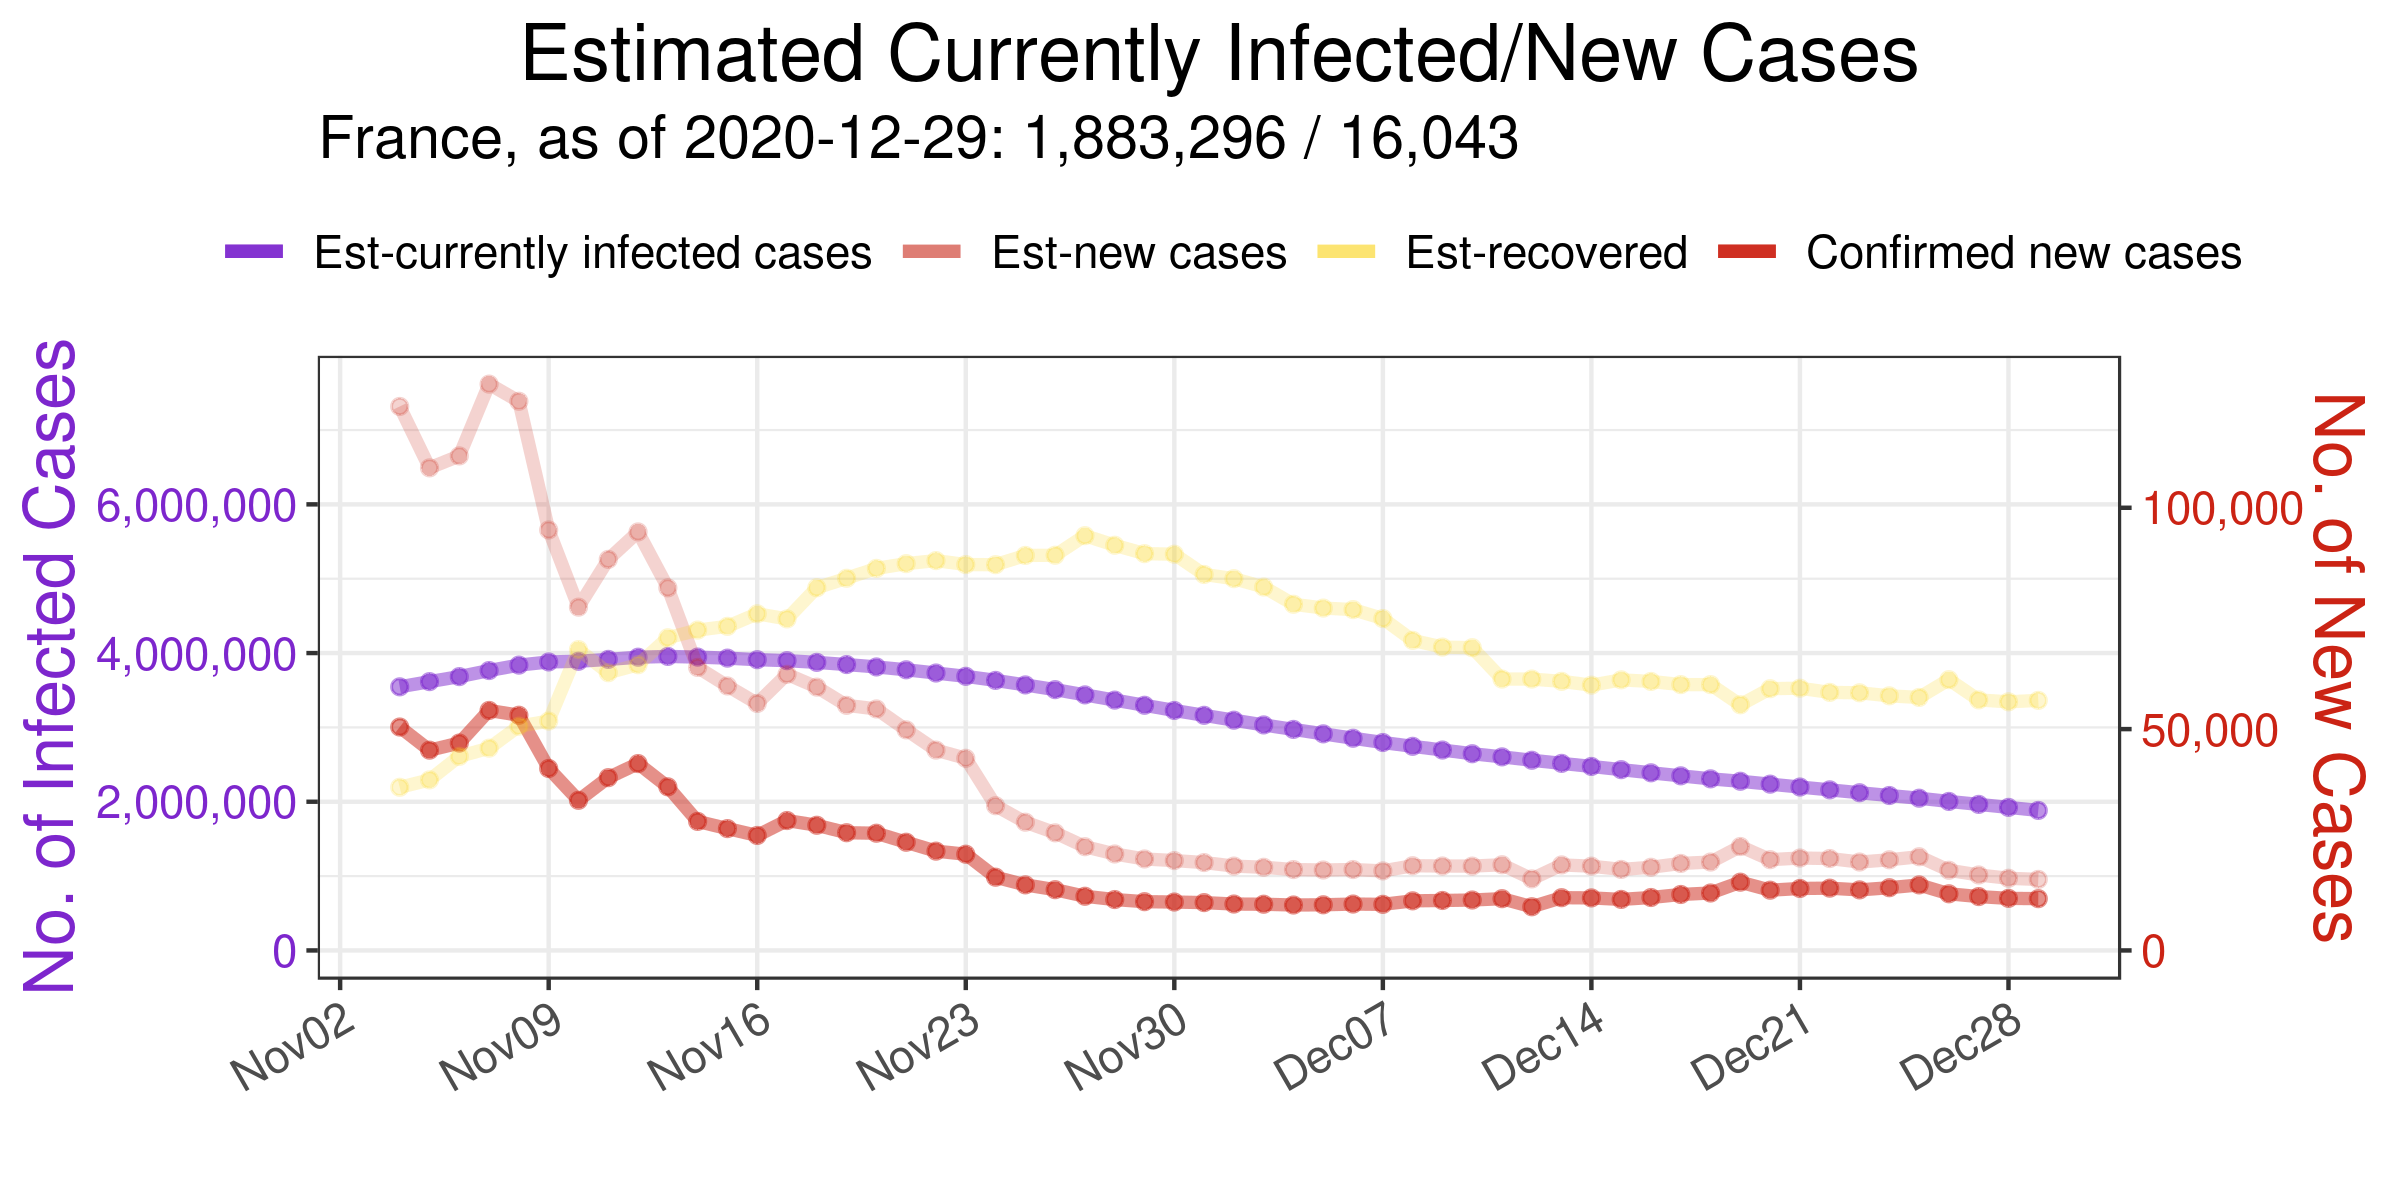 Estimated Currently Infected/New Cases
France, as of 2020-12-29: 1,883,296 / 16,043
Est-currently infected cases Est-new cases Est-recovered Confirmed new cases
No. of Infected Cases
6,000,000
4,000,000
2,000,000
0
100,000
50,000
0
No. of New Cases
Nov02 Nov09 Nov16 Nov23 Nov30 Dec07 Dec14 Dec21 Dec28